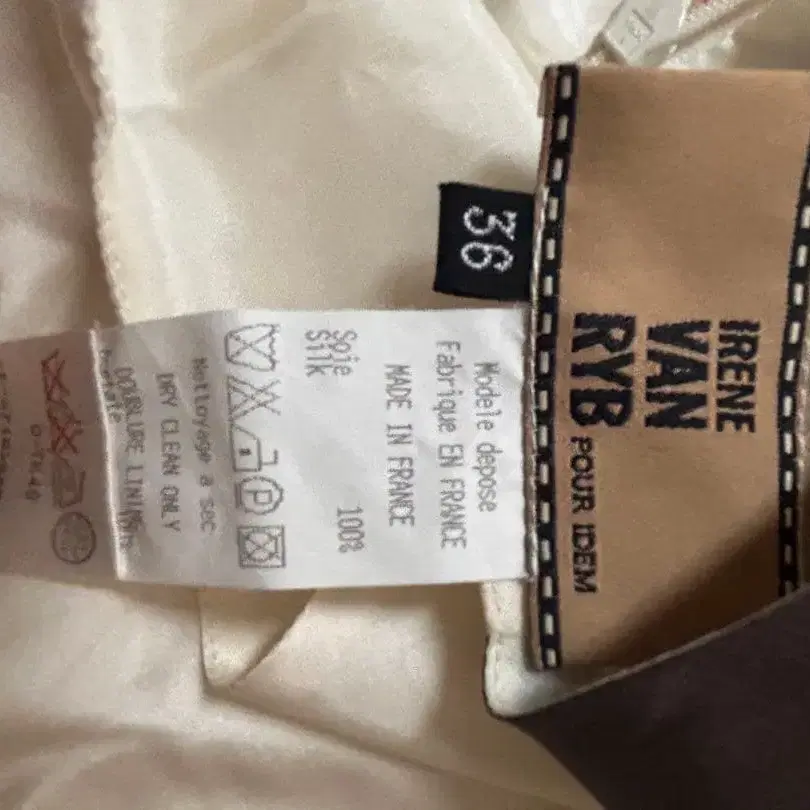 IRENE
VAN
RYB
POUR IDEM
36
Modele depose
Fabrique EN FRANCE
MADE IN FRANCE
Soie 100%
Silk
P
Nettoyage a sec
DRY CLEAN ONLY
DOUBLURE LINING